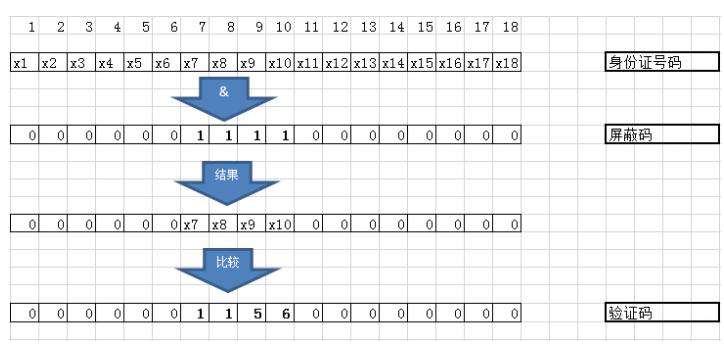 1 2 3 4 5 6 7 8 9 10 11 12 13 14 15 16 17 18
x1 x2 x3 x4 x5 x6 x7 x8 x9 x10 x11 x12 x13 x14 x15 x16 x17 x18 身份证号码
&
0 0 0 0 0 0 1 1 1 1 0 0 0 0 0 0 0 0 屏蔽码
结果
0 0 0 0 0 0 x7 x8 x9 x10 0 0 0 0 0 0 0 0
比较
0 0 0 0 0 0 1 1 5 6 0 0 0 0 0 0 0 0 验证码